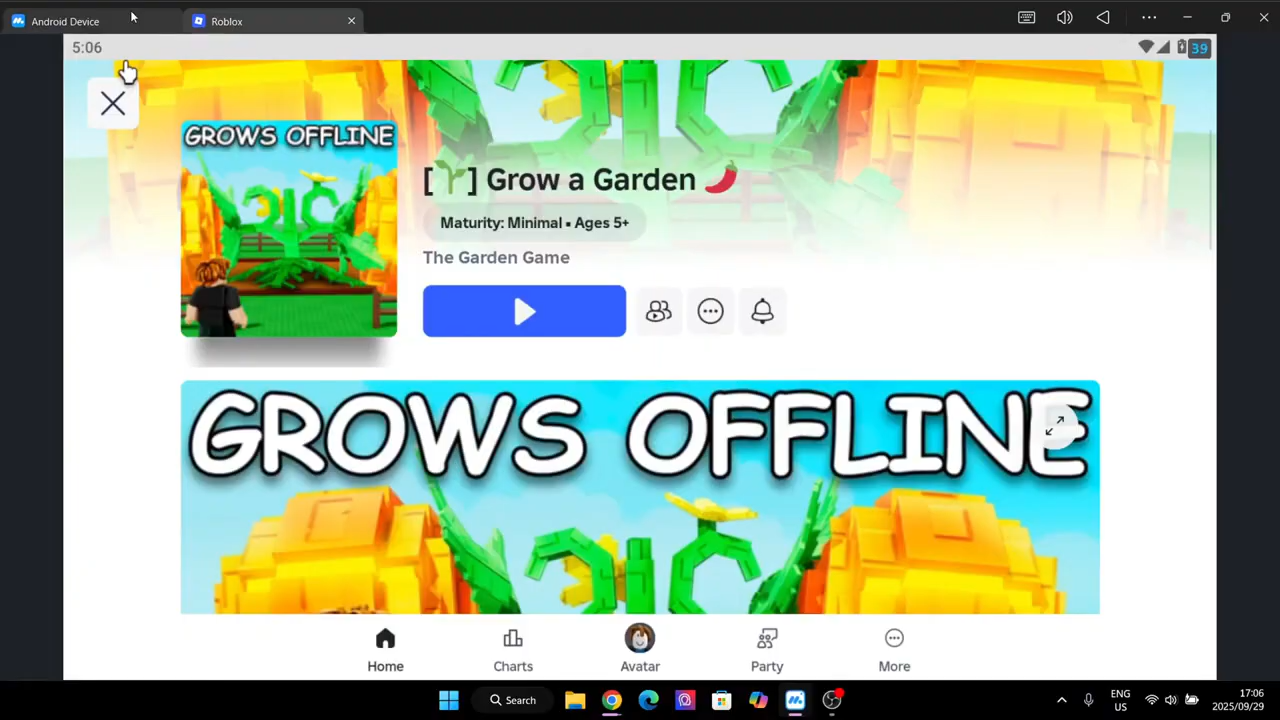 Android Device
Roblox
5:06
39
GROWS OFFLINE
[🌱] Grow a Garden 🌶️
Maturity: Minimal ▪ Ages 5+
The Garden Game
GROWS OFFLINE
Home
Charts
Avatar
Party
More
Search
ENG
US
17:06
2025/09/29